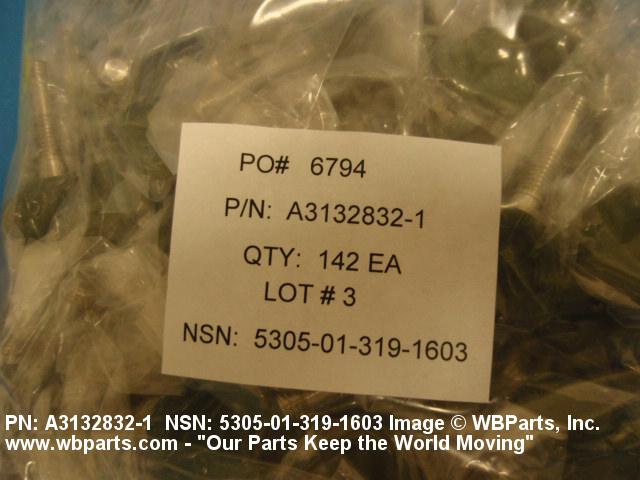 PO# 6794
P/N: A3132832-1
QTY: 142 EA
LOT # 3
NSN: 5305-01-319-1603
PN: A3132832-1 NSN: 5305-01-319-1603 Image © WBParts, Inc.
www.wbparts.com - "Our Parts Keep the World Moving"